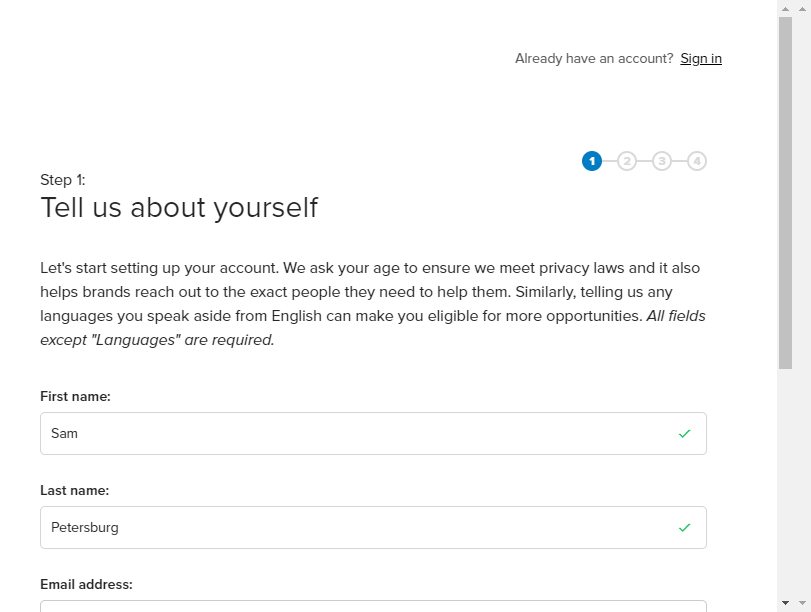 Already have an account? Sign in
1 2 3 4
Step 1:
Tell us about yourself
Let's start setting up your account. We ask your age to ensure we meet privacy laws and it also
helps brands reach out to the exact people they need to help them. Similarly, telling us any
languages you speak aside from English can make you eligible for more opportunities. All fields
except "Languages" are required.
First name:
Sam
Last name:
Petersburg
Email address: